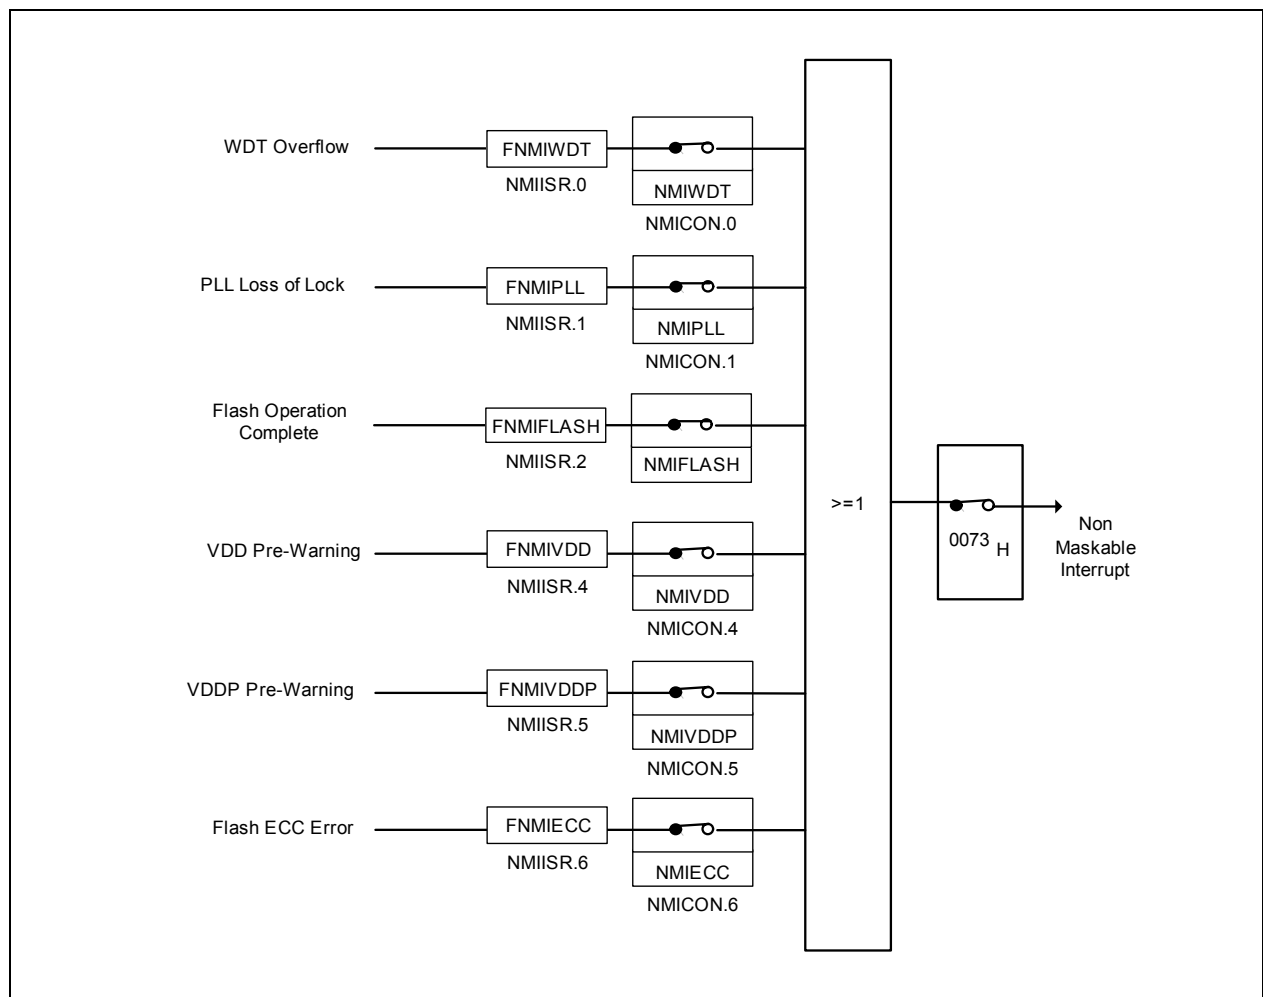 WDT Overflow
FNMIWDT
NMIISR.0
NMIWDT
NMICON.0
PLL Loss of Lock
FNMIPLL
NMIISR.1
NMIPLL
NMICON.1
Flash Operation
Complete
FNMIFLASH
NMIISR.2
NMIFLASH
VDD Pre-Warning
FNMIVDD
NMIISR.4
NMIVDD
NMICON.4
VDDP Pre-Warning
FNMIVDDP
NMIISR.5
NMIVDDP
NMICON.5
Flash ECC Error
FNMIECC
NMIISR.6
NMIECC
NMICON.6
>=1
0073 H
Non
Maskable
Interrupt